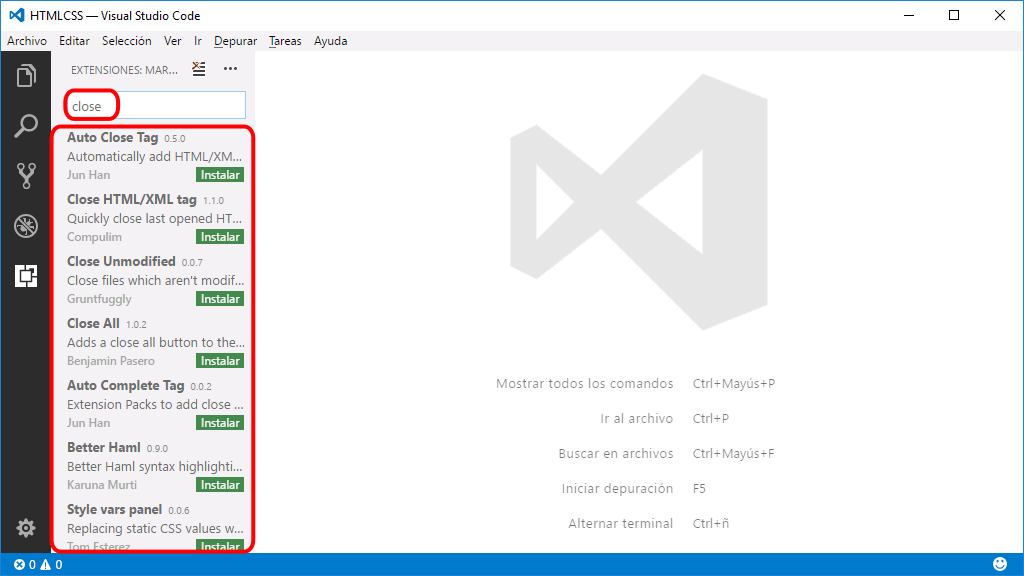 HTMLCSS — Visual Studio Code
Archivo Editar Selección Ver Ir Depurar Tareas Ayuda
EXTENSIONES: MAR...
close
Auto Close Tag 0.5.0
Automatically add HTML/XM...
Jun Han Instalar
Close HTML/XML tag 1.1.0
Quickly close last opened HT...
Compulim Instalar
Close Unmodified 0.0.7
Close files which aren't modif...
Gruntfuggly Instalar
Close All 1.0.2
Adds a close all button to the...
Benjamin Pasero Instalar
Auto Complete Tag 0.0.2
Extension Packs to add close ...
Jun Han Instalar
Better Haml 0.9.0
Better Haml syntax highlighti...
Karuna Murti Instalar
Style vars panel 0.0.6
Replacing static CSS values w...
Tom Esterez Instalar
Mostrar todos los comandos Ctrl+Mayús+P
Ir al archivo Ctrl+P
Buscar en archivos Ctrl+Mayús+F
Iniciar depuración F5
Alternar terminal Ctrl+ñ
0 0